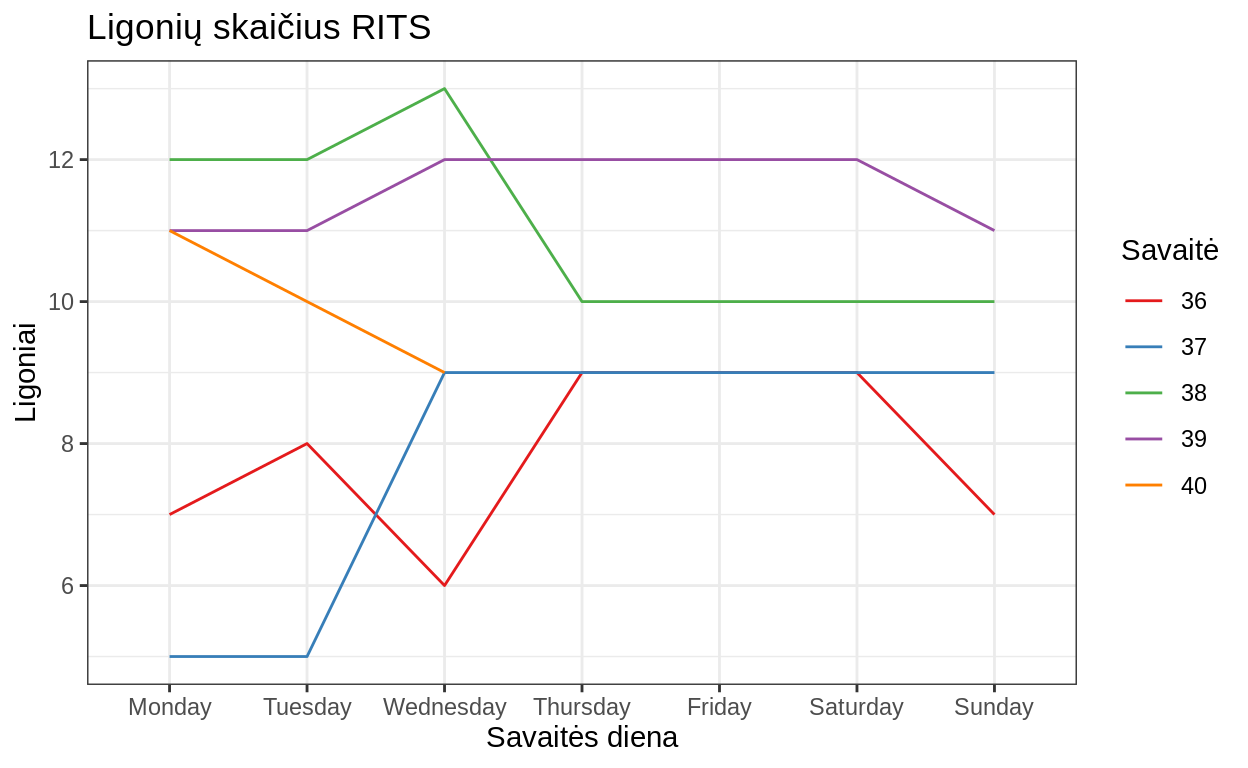 Ligonių skaičius RITS
12
10
8
6
Ligoniai
Monday Tuesday Wednesday Thursday Friday Saturday Sunday
Savaitės diena
Savaitė
36
37
38
39
40